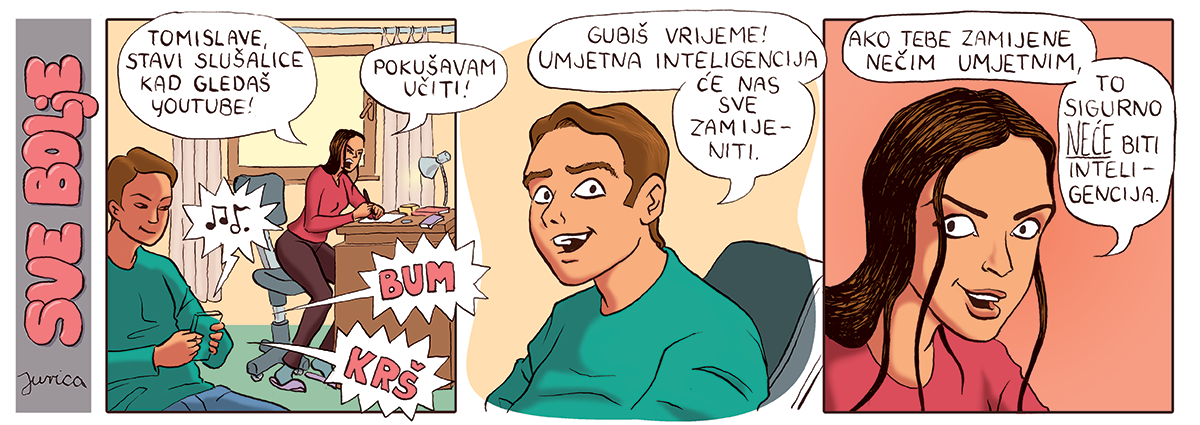 SVE BOLJE
Jurica
TOMISLAVE,
STAVI SLUŠALICE
KAD GLEDAŠ
YOUTUBE!
POKUŠAVAM
UČITI!
BUM
KRŠ
GUBIŠ VRIJEME!
UMJETNA INTELIGENCIJA
ĆE NAS
SVE
ZAMIJE-
NITI.
AKO TEBE ZAMIJENE
NEČIM UMJETNIM,
TO
SIGURNO
NEĆE BITI
INTELI-
GENCIJA.